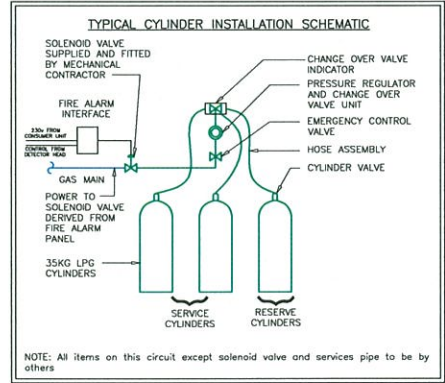 TYPICAL CYLINDER INSTALLATION SCHEMATIC
SOLENOID VALVE
SUPPLIED AND FITTED
BY MECHANICAL
CONTRACTOR
FIRE ALARM
INTERFACE
230v FROM
CONSUMER UNIT
CONTROL FROM
DETECTOR HEAD
GAS MAIN
POWER TO
SOLENOID VALVE
DERIVED FROM
FIRE ALARM
PANEL
35KG LPG
CYLINDERS
CHANGE OVER VALVE
INDICATOR
PRESSURE REGULATOR
AND CHANGE OVER
VALVE UNIT
EMERGENCY CONTROL
VALVE
HOSE ASSEMBLY
CYLINDER VALVE
SERVICE
CYLINDERS
RESERVE
CYLINDERS
NOTE: All items on this circuit except solenoid valve and services pipe to be by
others